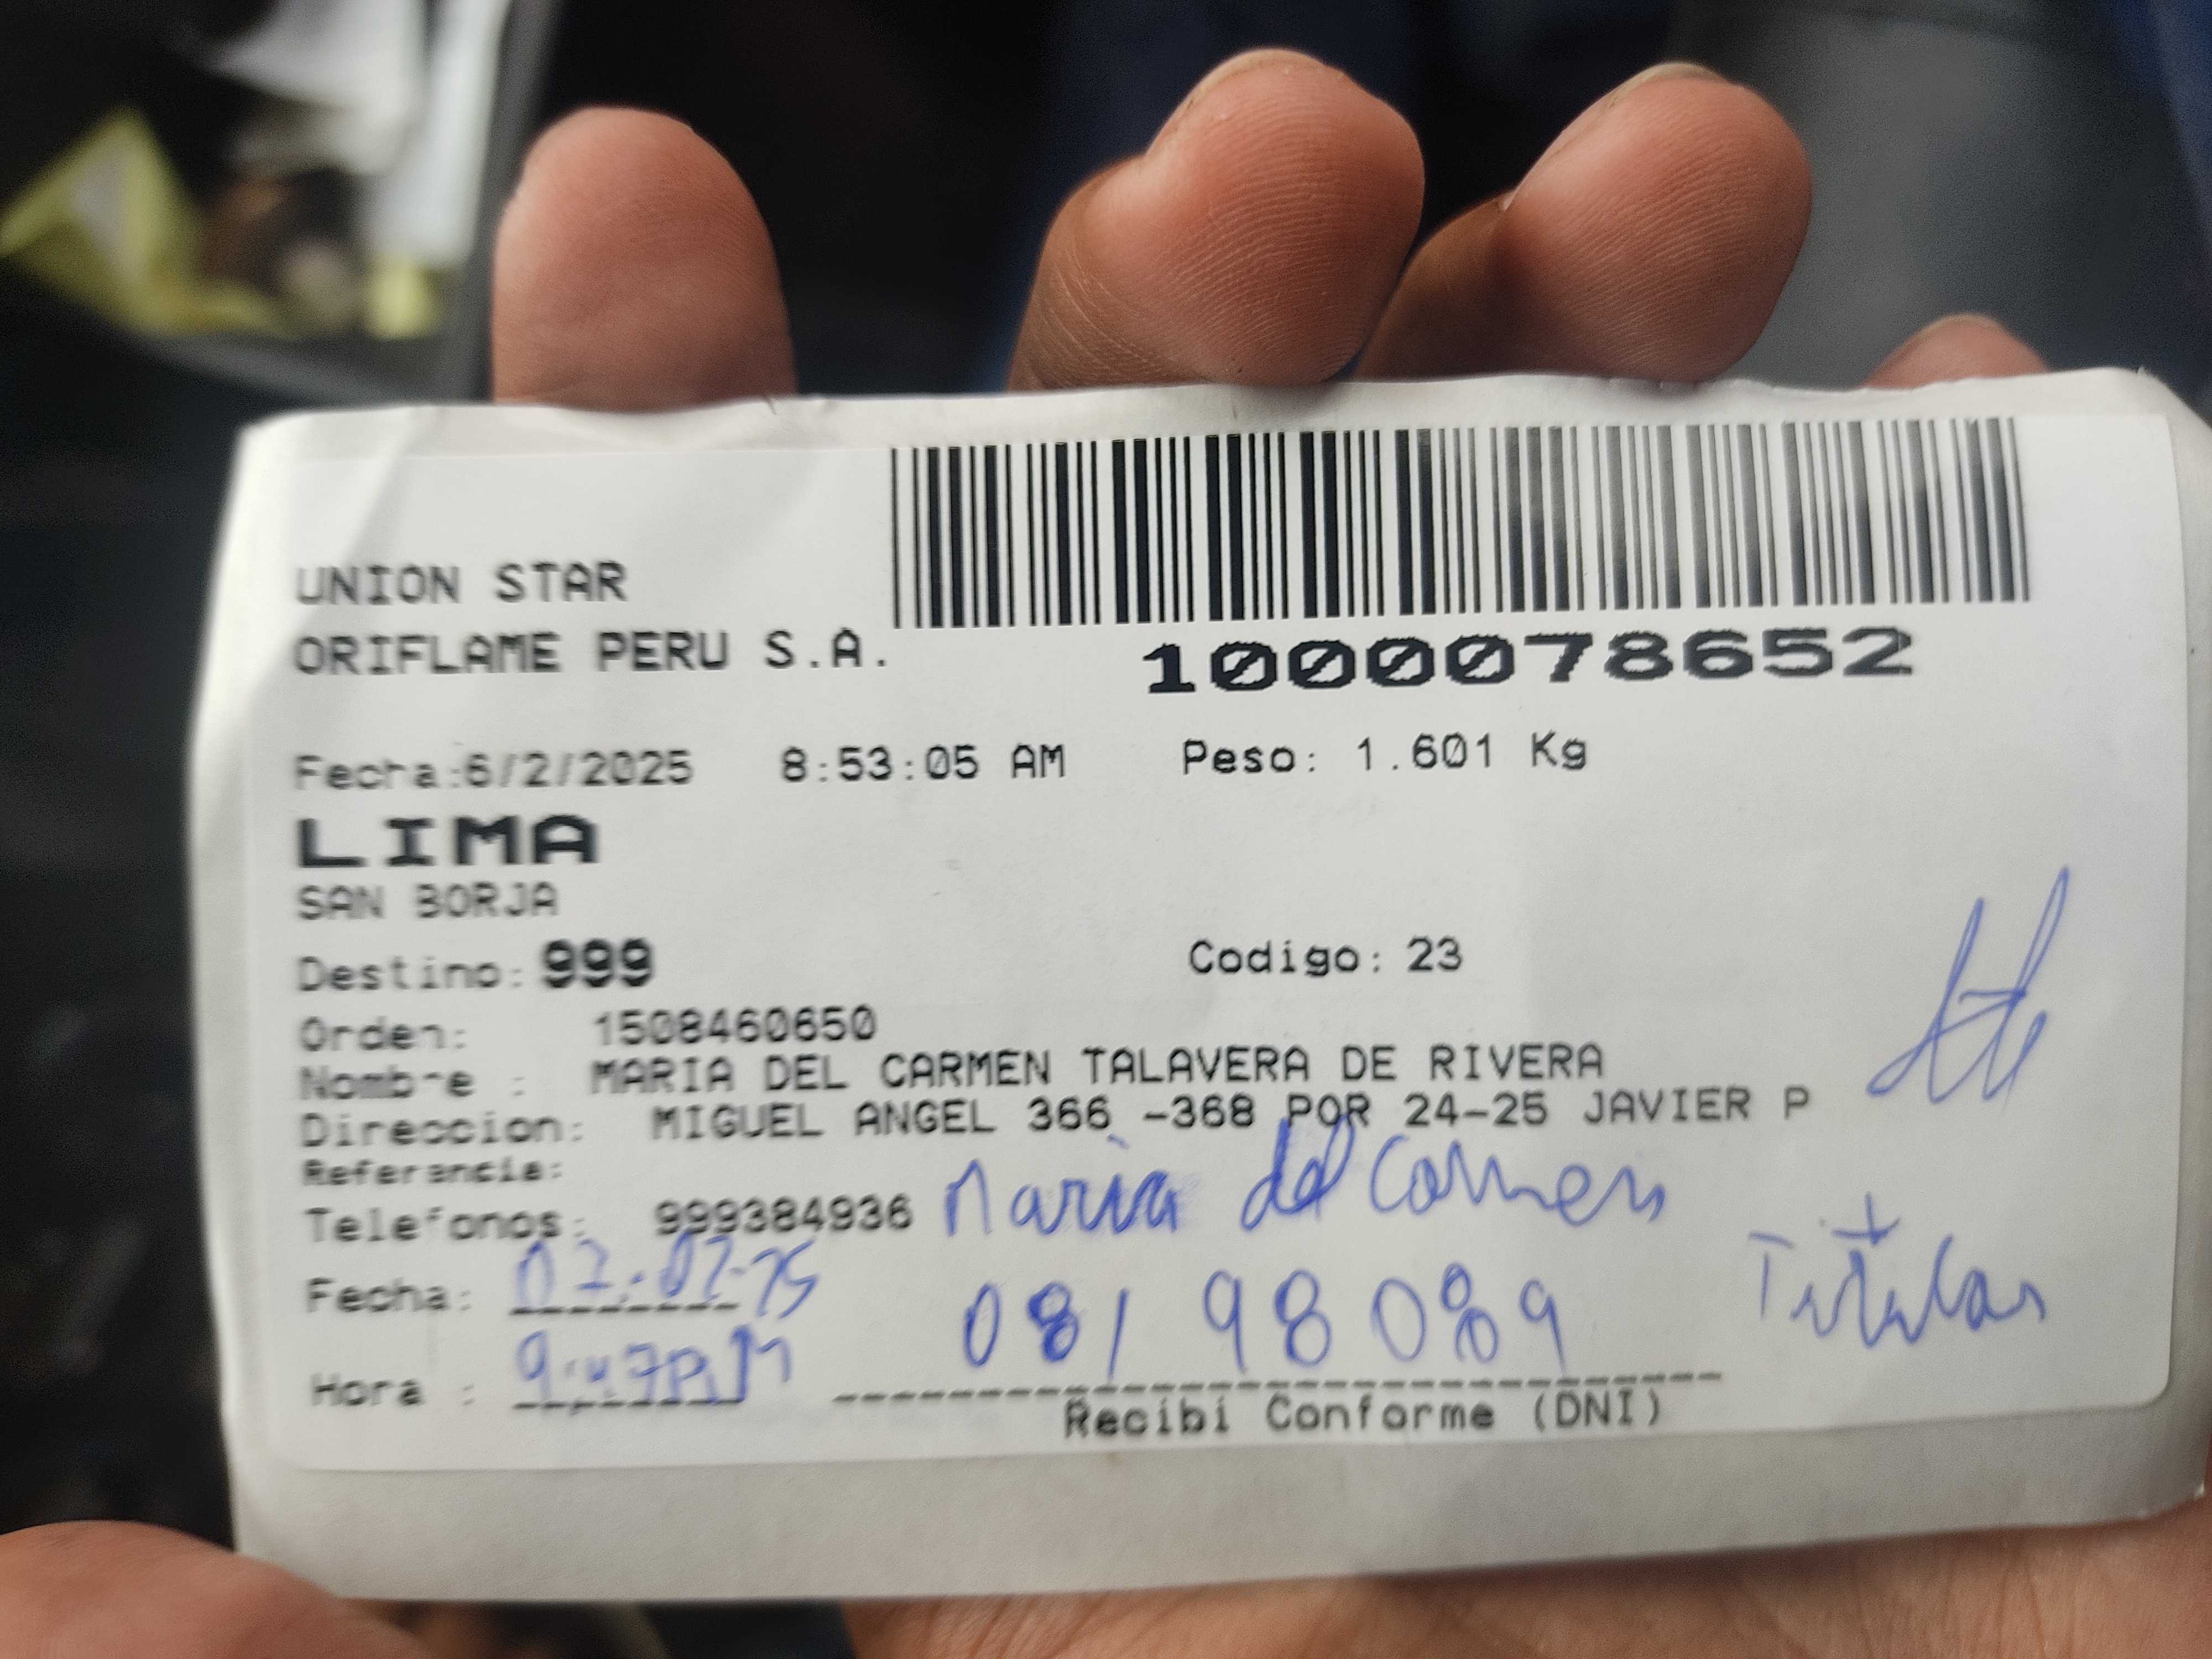 UNION STAR
ORIFLAME PERU S.A.
1000078652
Fecha:6/2/2025 8:53:05 AM Peso: 1.601 Kg
LIMA
SAN BORJA
Destino: 999 Codigo: 23
Orden: 1508460650
Nombre : MARIA DEL CARMEN TALAVERA DE RIVERA
Direccion: MIGUEL ANGEL 366 -368 POR 24-25 JAVIER P
Referencia:
Telefonos: 999384936 Maria del Carmen
Fecha: 07-02-25
08198089 Titular
Hora :
Recibi Conforme (DNI)